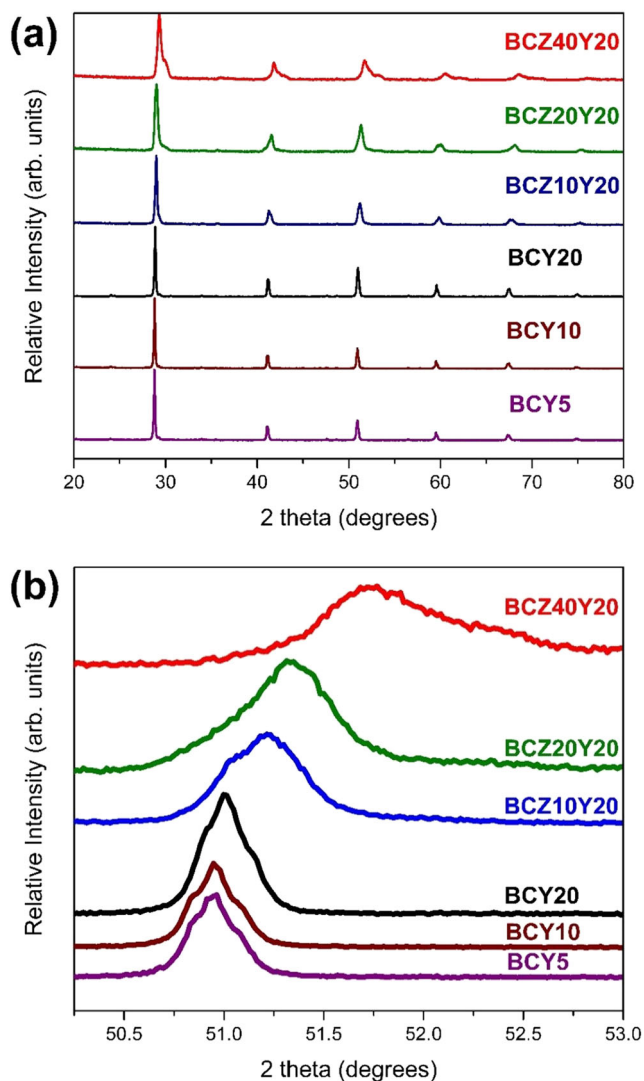 (a)
Relative Intensity (arb. units)
BCZ40Y20
BCZ20Y20
BCZ10Y20
BCY20
BCY10
BCY5
20 30 40 50 60 70 80
2 theta (degrees)
(b)
Relative Intensity (arb. units)
BCZ40Y20
BCZ20Y20
BCZ10Y20
BCY20
BCY10
BCY5
50.5 51.0 51.5 52.0 52.5 53.0
2 theta (degrees)